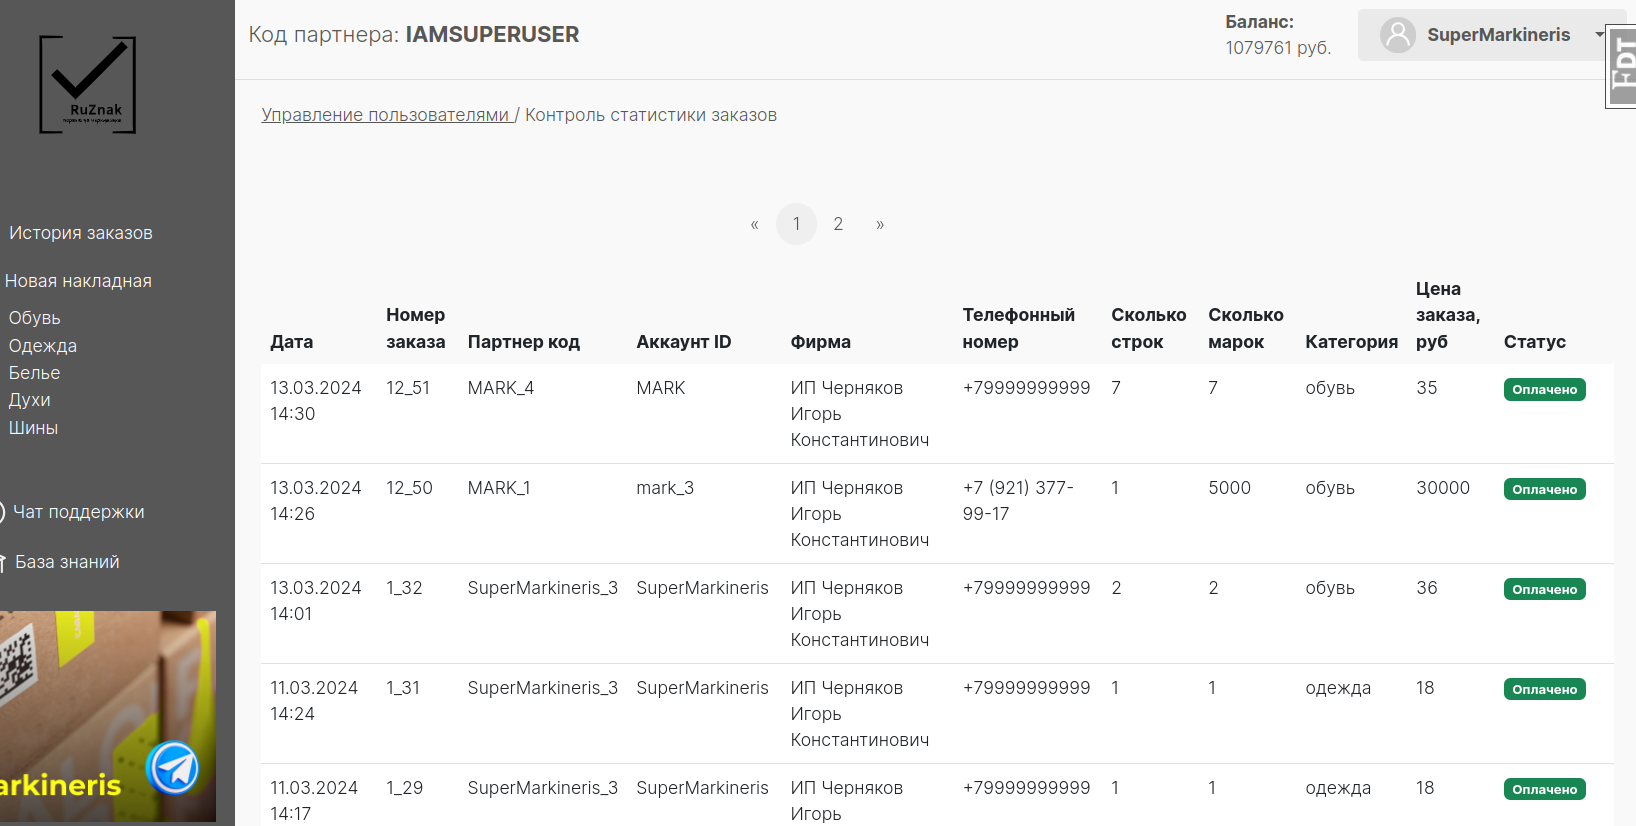 RuZnak
Код партнера: IAMSUPERUSER
Баланс:
1079761 руб.
SuperMarkineris
FDT
Управление пользователями / Контроль статистики заказов
История заказов
Новая накладная
Обувь
Одежда
Белье
Духи
Шины
Чат поддержки
База знаний
arkineris
« 1 2 »
Дата Номер заказа Партнер код Аккаунт ID Фирма Телефонный номер Сколько строк Сколько марок Категория Цена заказа, руб Статус
13.03.2024 12_51 MARK_4 MARK ИП Черняков +79999999999 7 7 обувь 35 Оплачено
14:30 Игорь
Константинович
13.03.2024 12_50 MARK_1 mark_3 ИП Черняков +7 (921) 377- 1 5000 обувь 30000 Оплачено
14:26 Игорь 99-17
Константинович
13.03.2024 1_32 SuperMarkineris_3 SuperMarkineris ИП Черняков +79999999999 2 2 обувь 36 Оплачено
14:01 Игорь
Константинович
11.03.2024 1_31 SuperMarkineris_3 SuperMarkineris ИП Черняков +79999999999 1 1 одежда 18 Оплачено
14:24 Игорь
Константинович
11.03.2024 1_29 SuperMarkineris_3 SuperMarkineris ИП Черняков +79999999999 1 1 одежда 18 Оплачено
14:17 Игорь